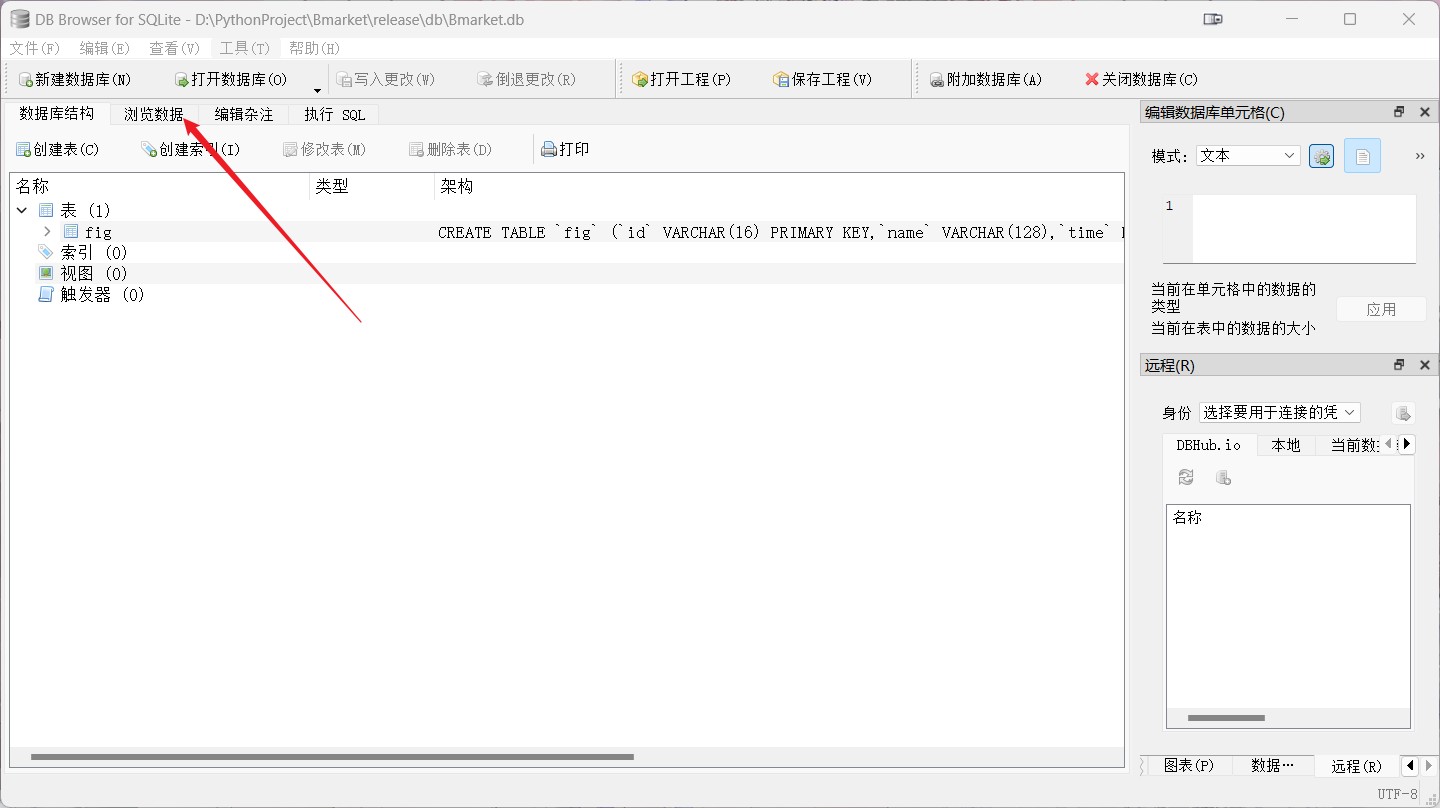 DB Browser for SQLite - D:\PythonProject\Bmarket\release\db\Bmarket.db
文件(F) 编辑(E) 查看(V) 工具(T) 帮助(H)
新建数据库(N) 打开数据库(O) 写入更改(W) 倒退更改(R) 打开工程(P) 保存工程(V) 附加数据库(A) 关闭数据库(C)
数据库结构 浏览数据 编辑杂注 执行 SQL
创建表(C) 创建索引(I) 修改表(M) 删除表(D) 打印
名称 类型 架构
表 (1)
fig CREATE TABLE `fig` (`id` VARCHAR(16) PRIMARY KEY,`name` VARCHAR(128),`time`
索引 (0)
视图 (0)
触发器 (0)
编辑数据库单元格(C)
模式: 文本 »
1
当前在单元格中的数据的
类型
当前在表中的数据的大小
应用
远程(R)
身份 选择要用于连接的凭
DBHub.io 本地 当前数
名称
图表(P) 数据… 远程(R)
UTF-8